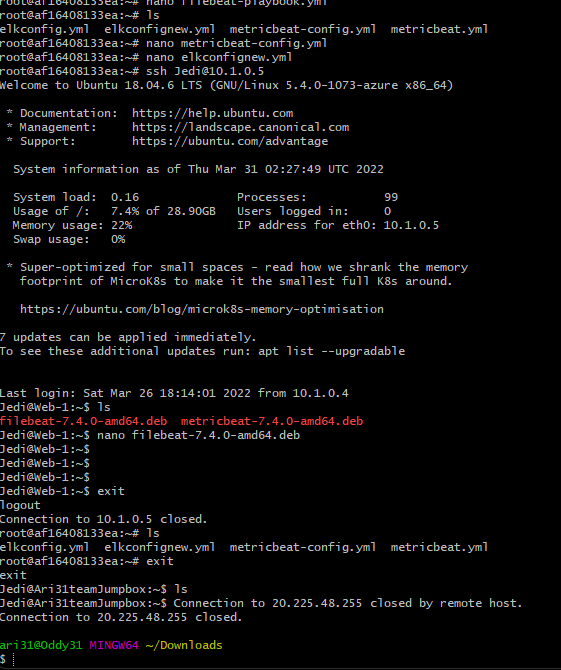 root@af16408133ea:~# nano filebeat-playbook.yml
root@af16408133ea:~# ls
elkconfig.yml  elkconfignew.yml  metricbeat-config.yml  metricbeat.yml
root@af16408133ea:~# nano metricbeat-config.yml
root@af16408133ea:~# nano elkconfignew.yml
root@af16408133ea:~# ssh Jedi@10.1.0.5
Welcome to Ubuntu 18.04.6 LTS (GNU/Linux 5.4.0-1073-azure x86_64)

 * Documentation:  https://help.ubuntu.com
 * Management:     https://landscape.canonical.com
 * Support:        https://ubuntu.com/advantage

  System information as of Thu Mar 31 02:27:49 UTC 2022

  System load:  0.16              Processes:           99
  Usage of /:   7.4% of 28.90GB   Users logged in:     0
  Memory usage: 22%               IP address for eth0: 10.1.0.5
  Swap usage:   0%

 * Super-optimized for small spaces - read how we shrank the memory
   footprint of MicroK8s to make it the smallest full K8s around.

   https://ubuntu.com/blog/microk8s-memory-optimisation

7 updates can be applied immediately.
To see these additional updates run: apt list --upgradable


Last login: Sat Mar 26 18:14:01 2022 from 10.1.0.4
Jedi@Web-1:~$ ls
filebeat-7.4.0-amd64.deb  metricbeat-7.4.0-amd64.deb
Jedi@Web-1:~$ nano filebeat-7.4.0-amd64.deb
Jedi@Web-1:~$
Jedi@Web-1:~$
Jedi@Web-1:~$
Jedi@Web-1:~$ exit
logout
Connection to 10.1.0.5 closed.
root@af16408133ea:~# ls
elkconfig.yml  elkconfignew.yml  metricbeat-config.yml  metricbeat.yml
root@af16408133ea:~# exit
exit
Jedi@Ari31teamJumpbox:~$ ls
Jedi@Ari31teamJumpbox:~$ Connection to 20.225.48.255 closed by remote host.
Connection to 20.225.48.255 closed.

ari31@Oddy31 MINGW64 ~/Downloads
$